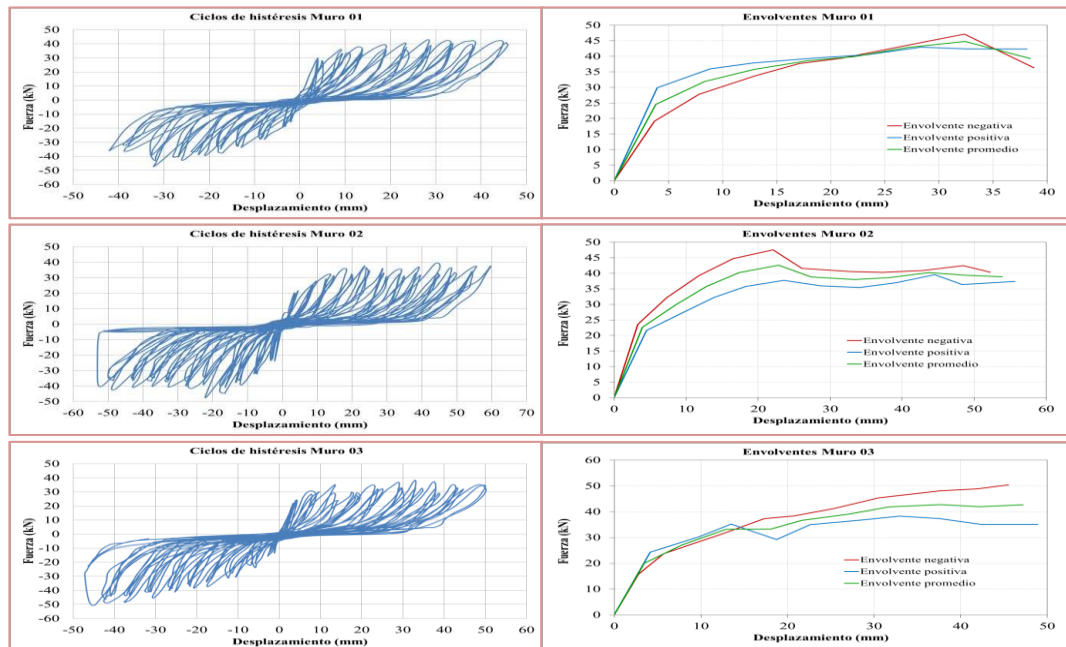 Ciclos de histéresis Muro 01
Fuerza (kN)
50
40
30
20
10
0
-10
-20
-30
-40
-50
-60
-50 -40 -30 -20 -10 0 10 20 30 40 50
Desplazamiento (mm)
Envolventes Muro 01
Fuerza (kN)
50
45
40
35
30
25
20
15
10
5
0
Envolvente negativa
Envolvente positiva
Envolvente promedio
0 5 10 15 20 25 30 35 40
Desplazamiento (mm)
Ciclos de histéresis Muro 02
Fuerza (kN)
50
40
30
20
10
0
-10
-20
-30
-40
-50
-60 -50 -40 -30 -20 -10 0 10 20 30 40 50 60 70
Desplazamiento (mm)
Envolventes Muro 02
Fuerza (kN)
50
45
40
35
30
25
20
15
10
5
0
Envolvente negativa
Envolvente positiva
Envolvente promedio
0 10 20 30 40 50 60
Desplazamiento (mm)
Ciclos de histéresis Muro 03
Fuerza (kN)
50
40
30
20
10
0
-10
-20
-30
-40
-50
-60
-50 -40 -30 -20 -10 0 10 20 30 40 50 60
Desplazamiento (mm)
Envolventes Muro 03
Fuerza (kN)
60
50
40
30
20
10
0
Envolvente negativa
Envolvente positiva
Envolvente promedio
0 10 20 30 40 50
Desplazamiento (mm)